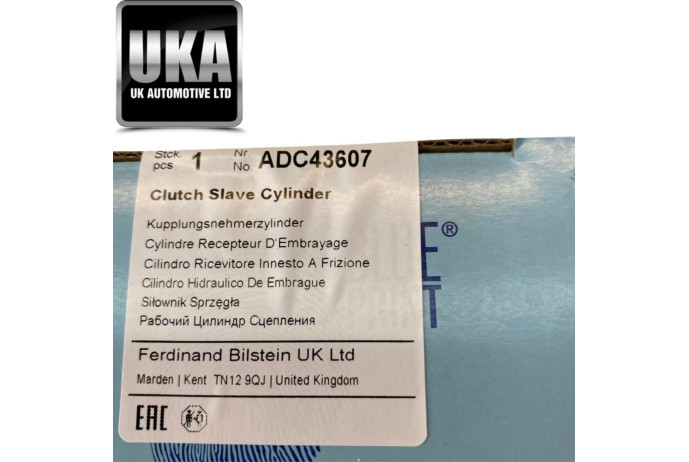 UKA
UK AUTOMOTIVE LTD
Stck. 1 Nr ADC43607
pcs No.
Clutch Slave Cylinder
Kupplungsnehmerzylinder
Cylindre Recepteur D'Embrayage
Cilindro Ricevitore Innesto A Frizione
Cilindro Hidraulico De Embrague
Siłownik Sprzęgła
Рабочий Цилиндр Сцепления
Ferdinand Bilstein UK Ltd
Marden | Kent TN12 9QJ | United Kingdom
EAC